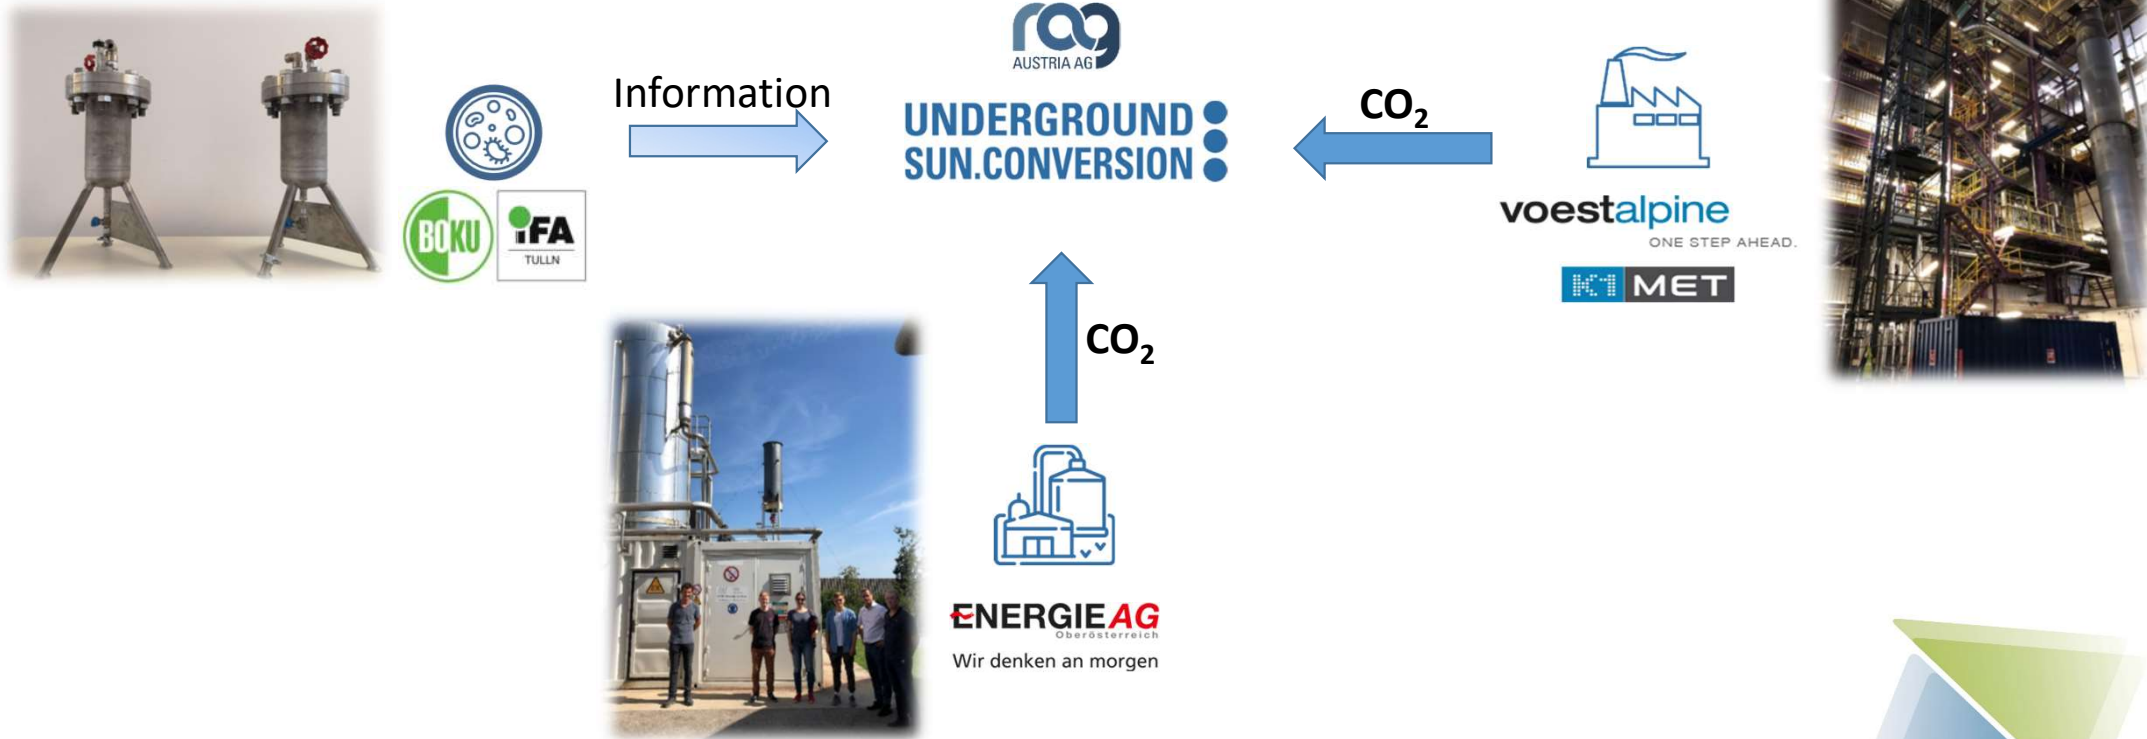 Information
BOKU
iFA
TULLN
rag
AUSTRIA AG
UNDERGROUND
SUN.CONVERSION
CO₂
voestalpine
ONE STEP AHEAD.
K1 MET
CO₂
ENERGIE AG
Oberösterreich
Wir denken an morgen